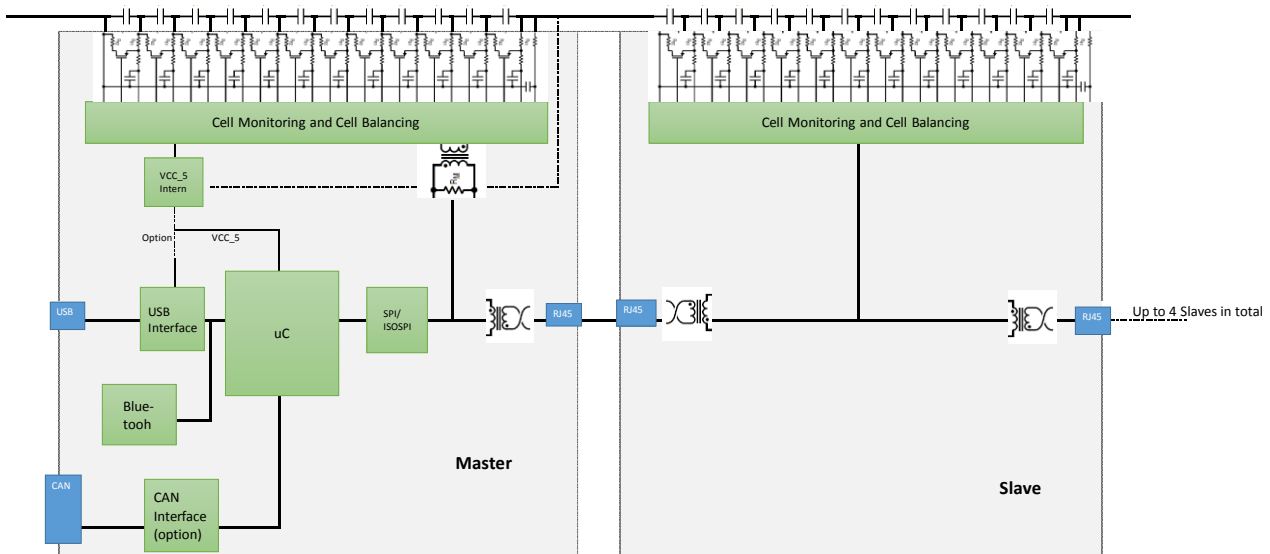 Cell Monitoring and Cell Balancing
Cell Monitoring and Cell Balancing
VCC_5
Intern
Option
VCC_5
USB
USB
Interface
uC
SPI/
ISOSPI
RJ45
RJ45
RJ45
Up to 4 Slaves in total
Blue-
tooh
Master
Slave
CAN
CAN
Interface
(option)